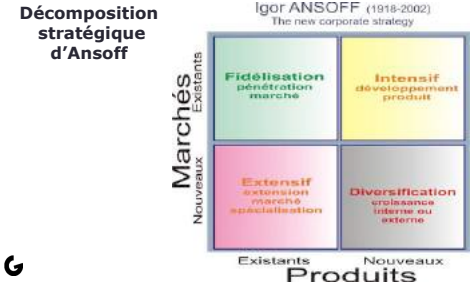 Décomposition
stratégique
d'Ansoff
Igor ANSOFF (1918-2002)
The new corporate strategy
Marchés
Existants
Nouveaux
Fidélisation
pénétration
marché
Intensif
développement
produit
Extensif
extension
marché
spécialisation
Diversification
croissance
interne ou
externe
Existants
Nouveaux
Produits
G